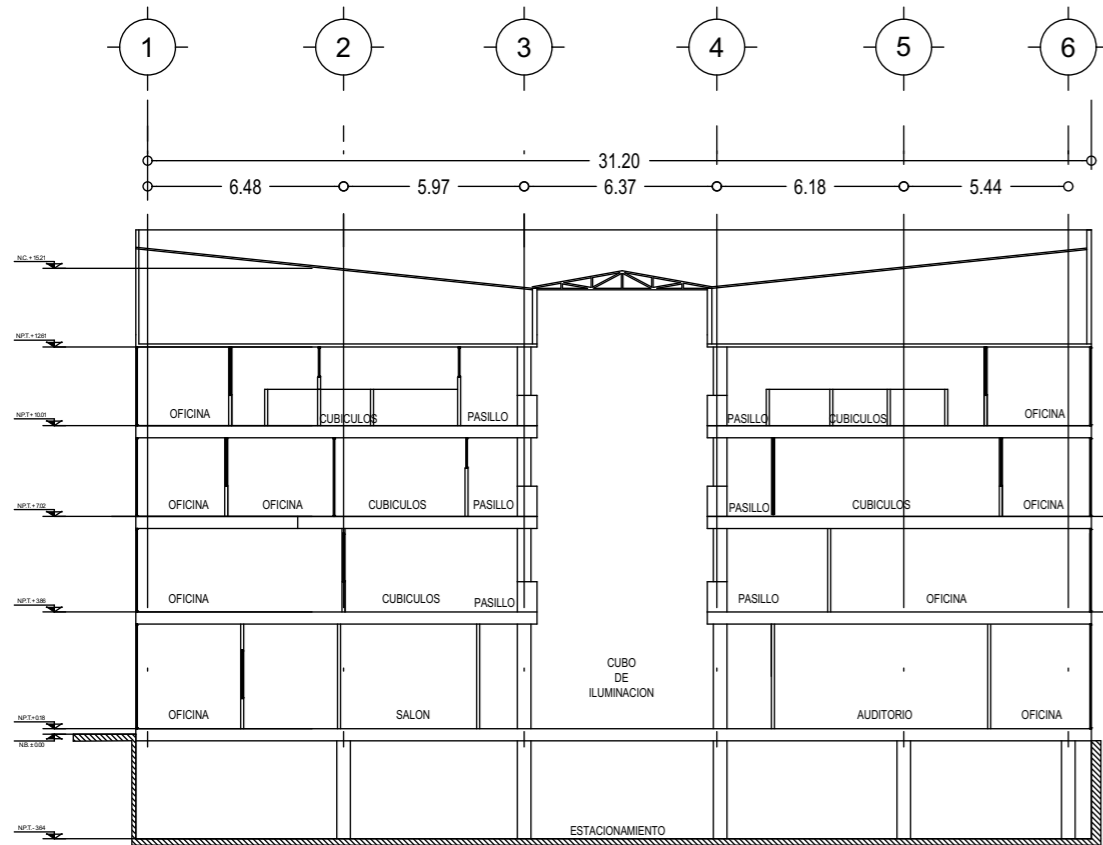 1 2 3 4 5 6
31.20
6.48 5.97 6.37 6.18 5.44
N.C. + 15.21
N.P.T. + 12.61
OFICINA CUBICULOS PASILLO PASILLO CUBICULOS OFICINA
N.P.T + 10.01
OFICINA OFICINA CUBICULOS PASILLO PASILLO CUBICULOS OFICINA
N.P.T. + 7.02
OFICINA CUBICULOS PASILLO PASILLO OFICINA
N.P.T. + 3.86
CUBO
DE
ILUMINACION
OFICINA SALON AUDITORIO OFICINA
N.P.T.+ 0.18
N.B. ± 0.00
ESTACIONAMIENTO
N.P.T. - 3.64